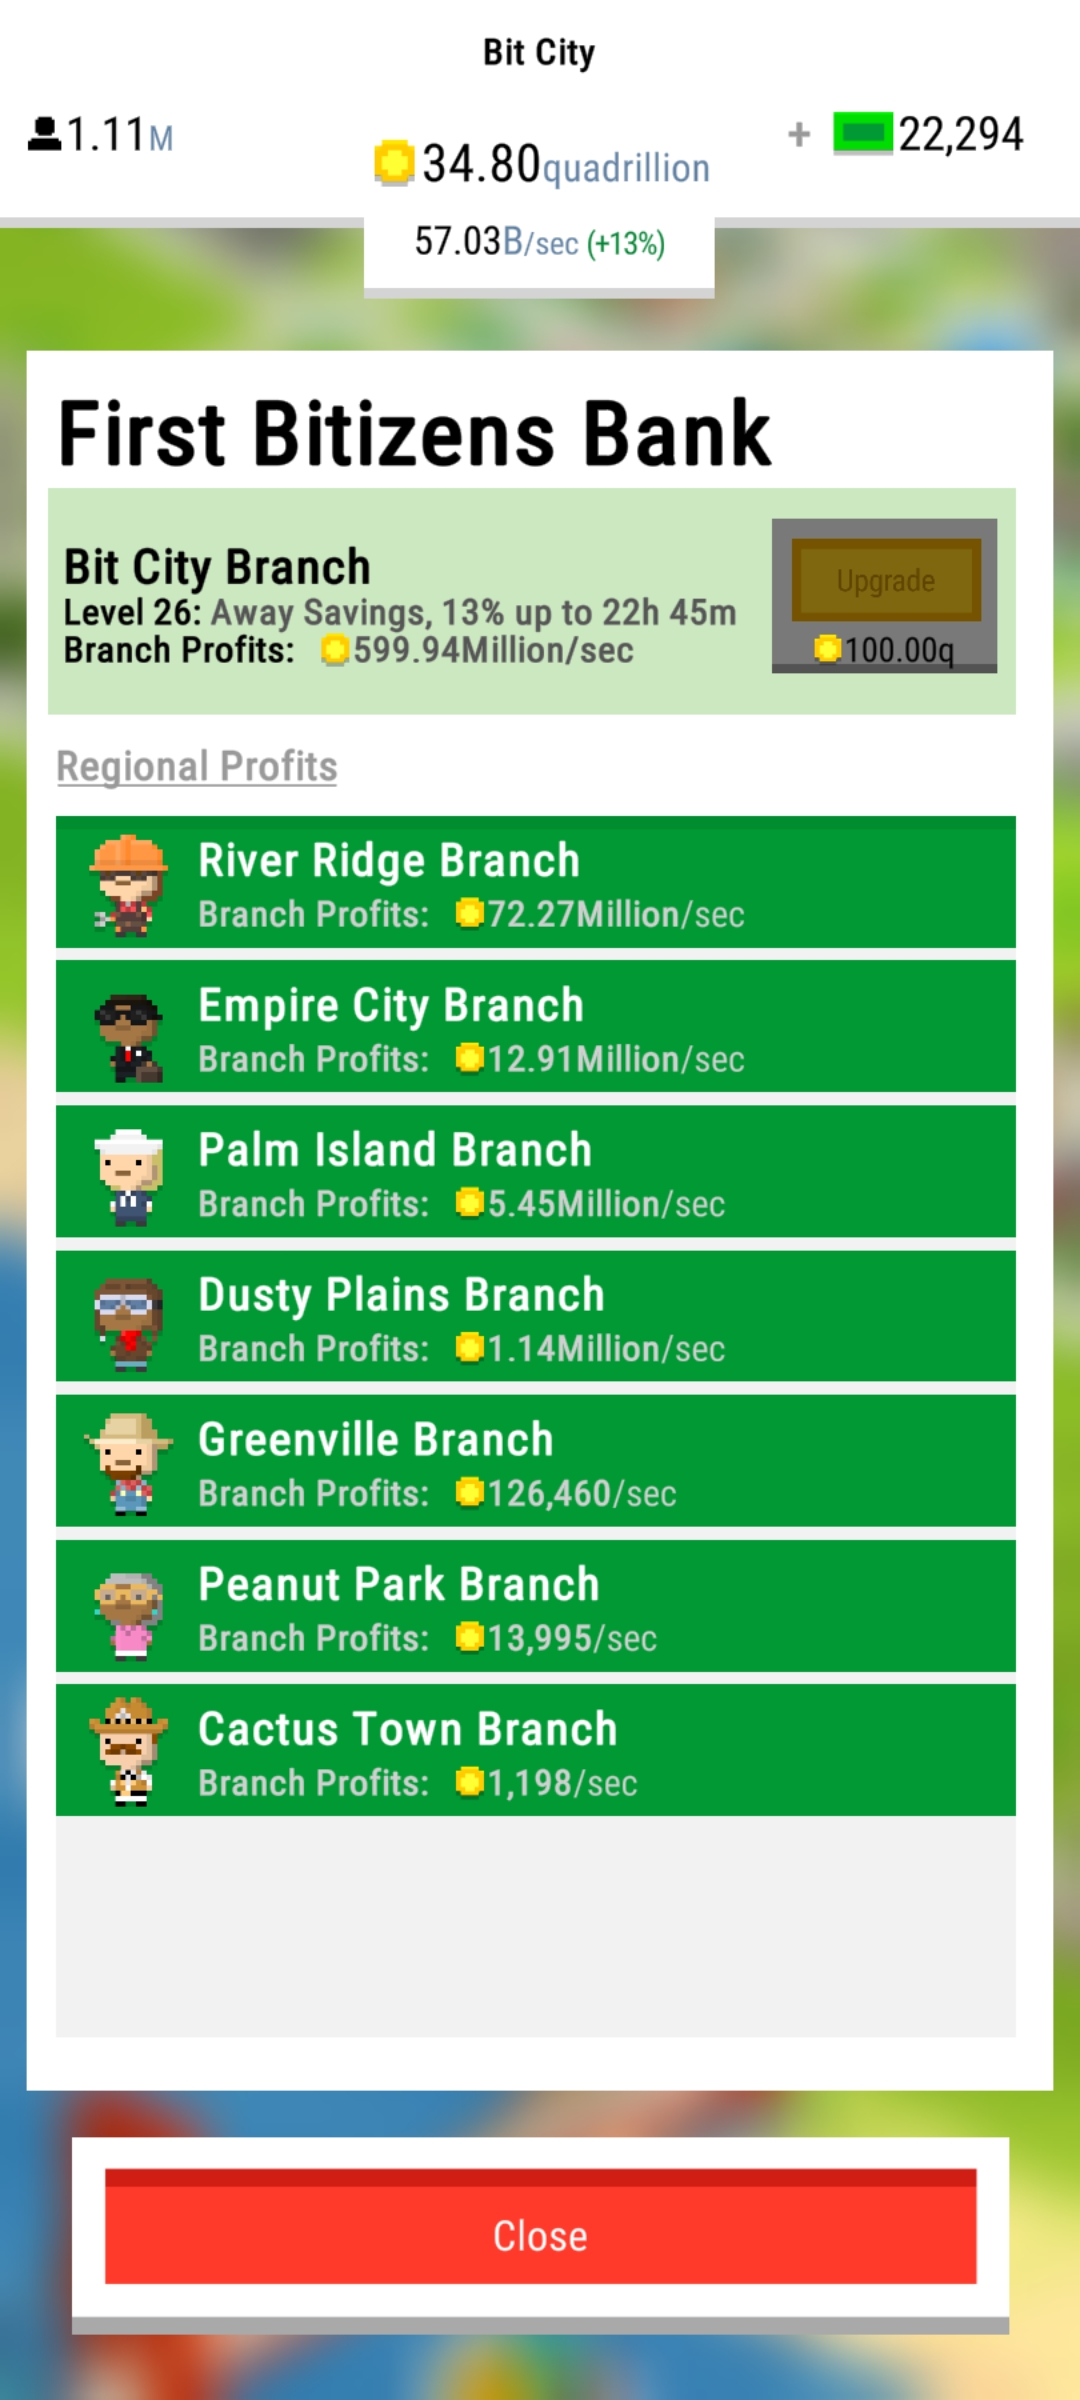 Bit City
1.11M
34.80quadrillion
+ 22,294
57.03B/sec (+13%)
First Bitizens Bank
Bit City Branch
Level 26: Away Savings, 13% up to 22h 45m
Branch Profits: 599.94Million/sec
Upgrade
100.00q
Regional Profits
River Ridge Branch
Branch Profits: 72.27Million/sec
Empire City Branch
Branch Profits: 12.91Million/sec
Palm Island Branch
Branch Profits: 5.45Million/sec
Dusty Plains Branch
Branch Profits: 1.14Million/sec
Greenville Branch
Branch Profits: 126,460/sec
Peanut Park Branch
Branch Profits: 13,995/sec
Cactus Town Branch
Branch Profits: 1,198/sec
Close